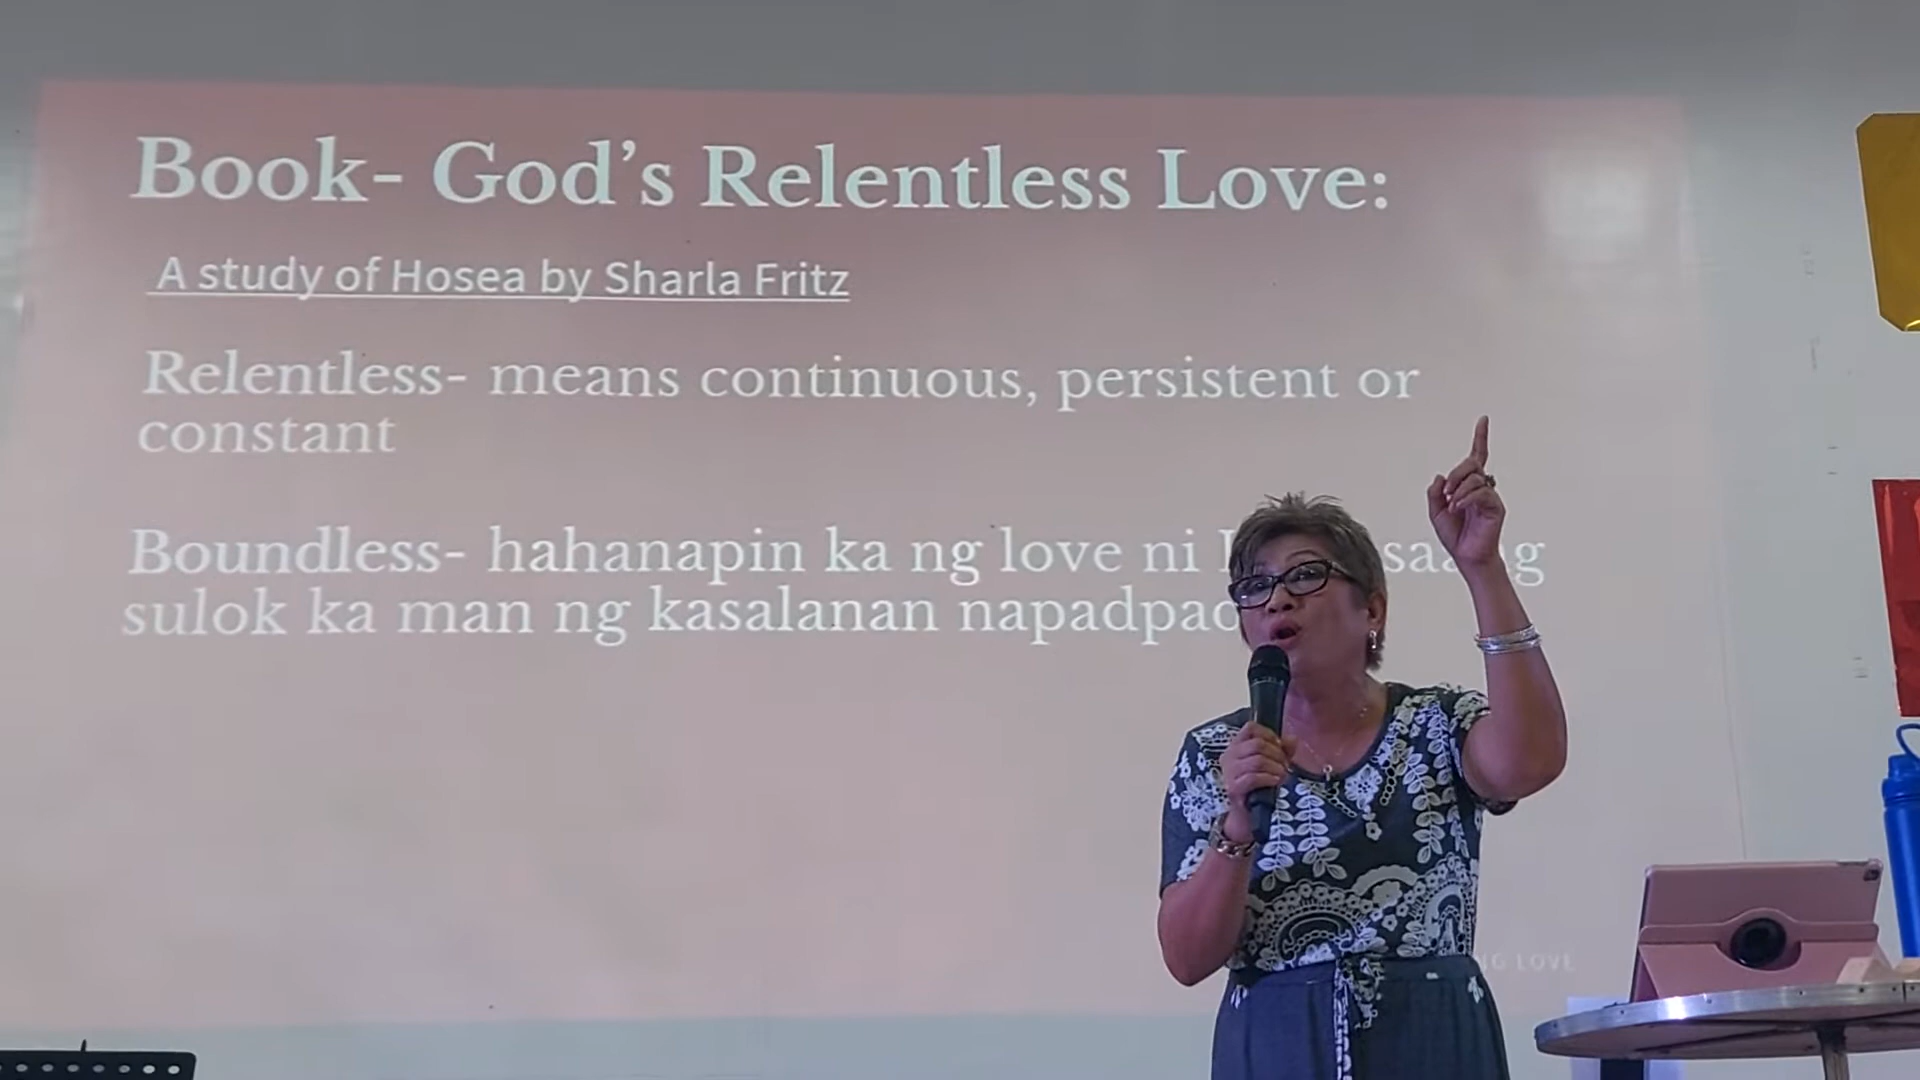 Book- God's Relentless Love:
A study of Hosea by Sharla Fritz
Relentless- means continuous, persistent or
constant
Boundless- hahanapin ka ng love ni
sulok ka man ng kasalanan
LOVE